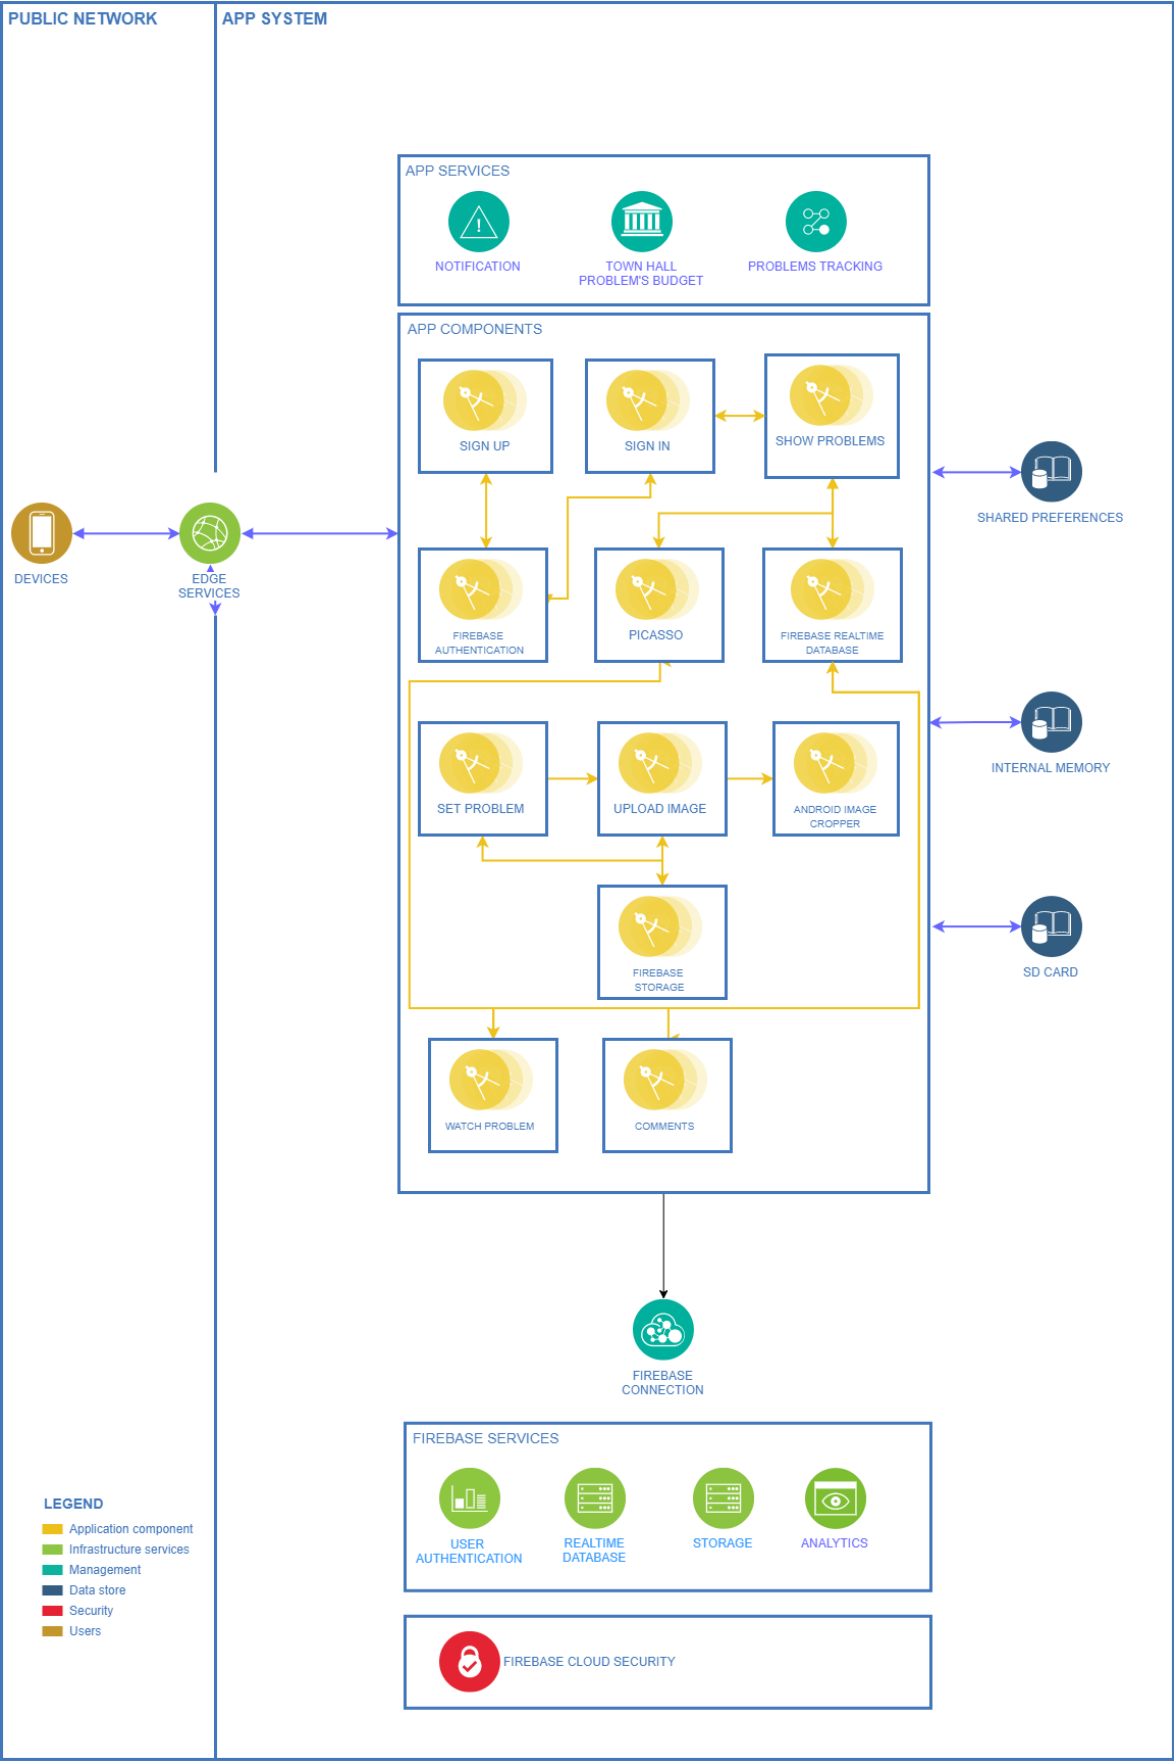 PUBLIC NETWORK
APP SYSTEM
APP SERVICES
NOTIFICATION
TOWN HALL
PROBLEM'S BUDGET
PROBLEMS TRACKING
APP COMPONENTS
SIGN UP
SIGN IN
SHOW PROBLEMS
SHARED PREFERENCES
DEVICES
EDGE
SERVICES
FIREBASE
AUTHENTICATION
PICASSO
FIREBASE REALTIME
DATABASE
INTERNAL MEMORY
SET PROBLEM
UPLOAD IMAGE
ANDROID IMAGE
CROPPER
FIREBASE
STORAGE
SD CARD
WATCH PROBLEM
COMMENTS
FIREBASE
CONNECTION
FIREBASE SERVICES
USER
AUTHENTICATION
REALTIME
DATABASE
STORAGE
ANALYTICS
LEGEND
Application component
Infrastructure services
Management
Data store
Security
Users
FIREBASE CLOUD SECURITY